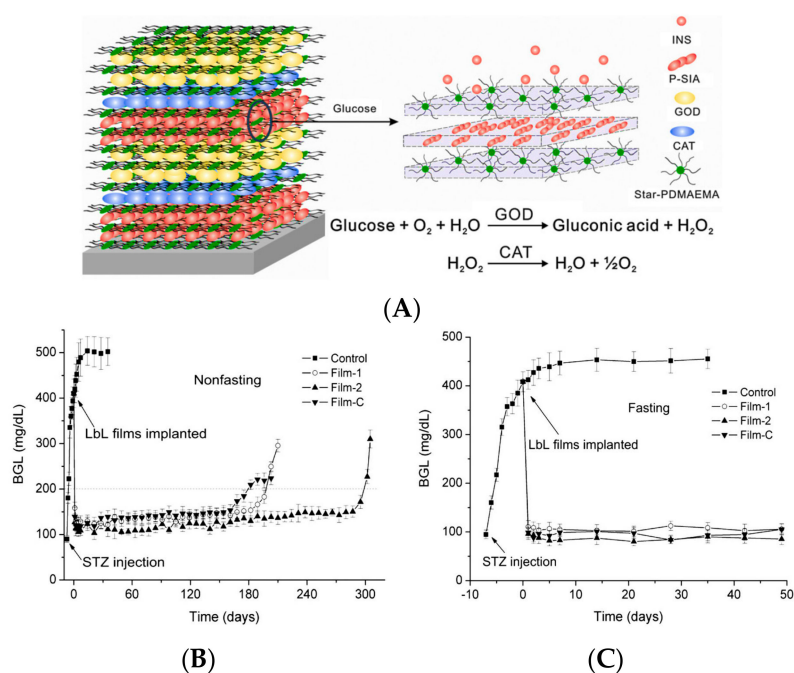 INS
P-SIA
GOD
CAT
Star-PDMAEMA
Glucose
Glucose + O₂ + H₂O GOD Gluconic acid + H₂O₂
H₂O₂ CAT H₂O + ½O₂
(A)
500
400
300
200
100
0
BGL (mg/dL)
Nonfasting
Control
Film-1
Film-2
Film-C
LbL films implanted
STZ injection
0 60 120 180 240 300
Time (days)
(B)
500
400
300
200
100
0
BGL (mg/dL)
Control
Film-1
Film-2
Film-C
Fasting
LbL films implanted
STZ injection
-10 0 10 20 30 40 50
Time (days)
(C)